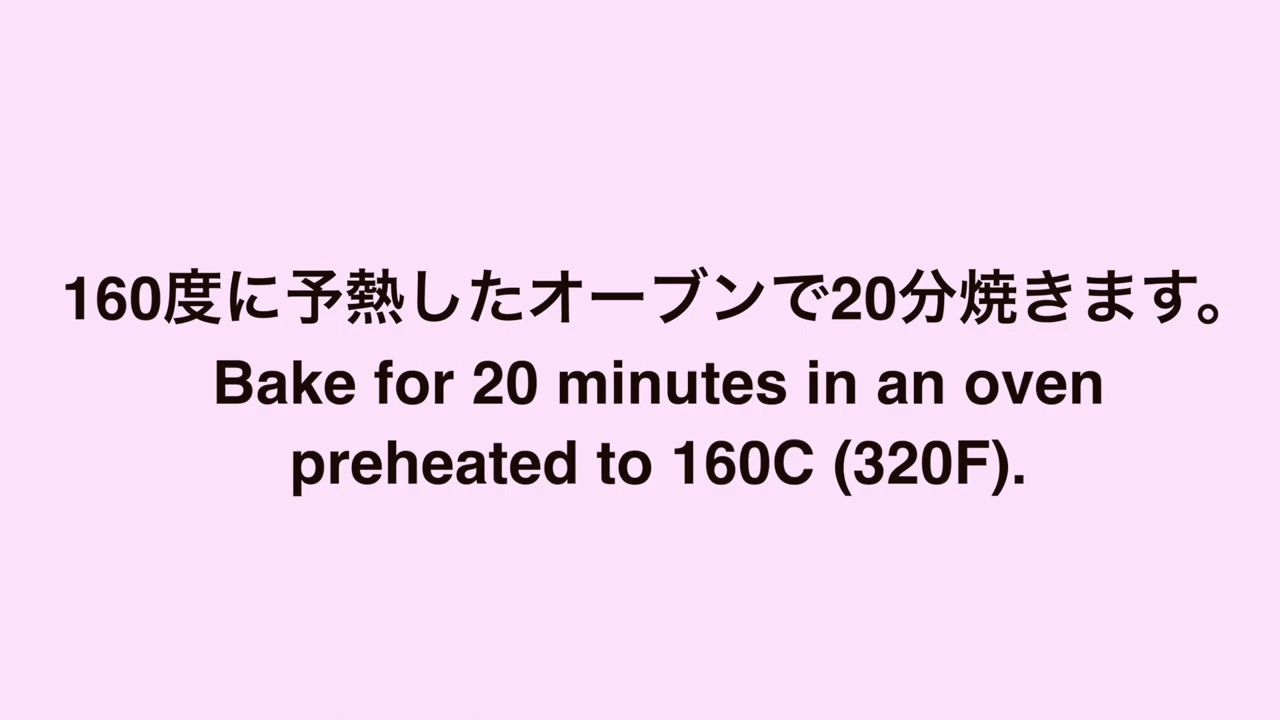 160度に予熱したオーブンで20分焼きます。
Bake for 20 minutes in an oven
preheated to 160C (320F).